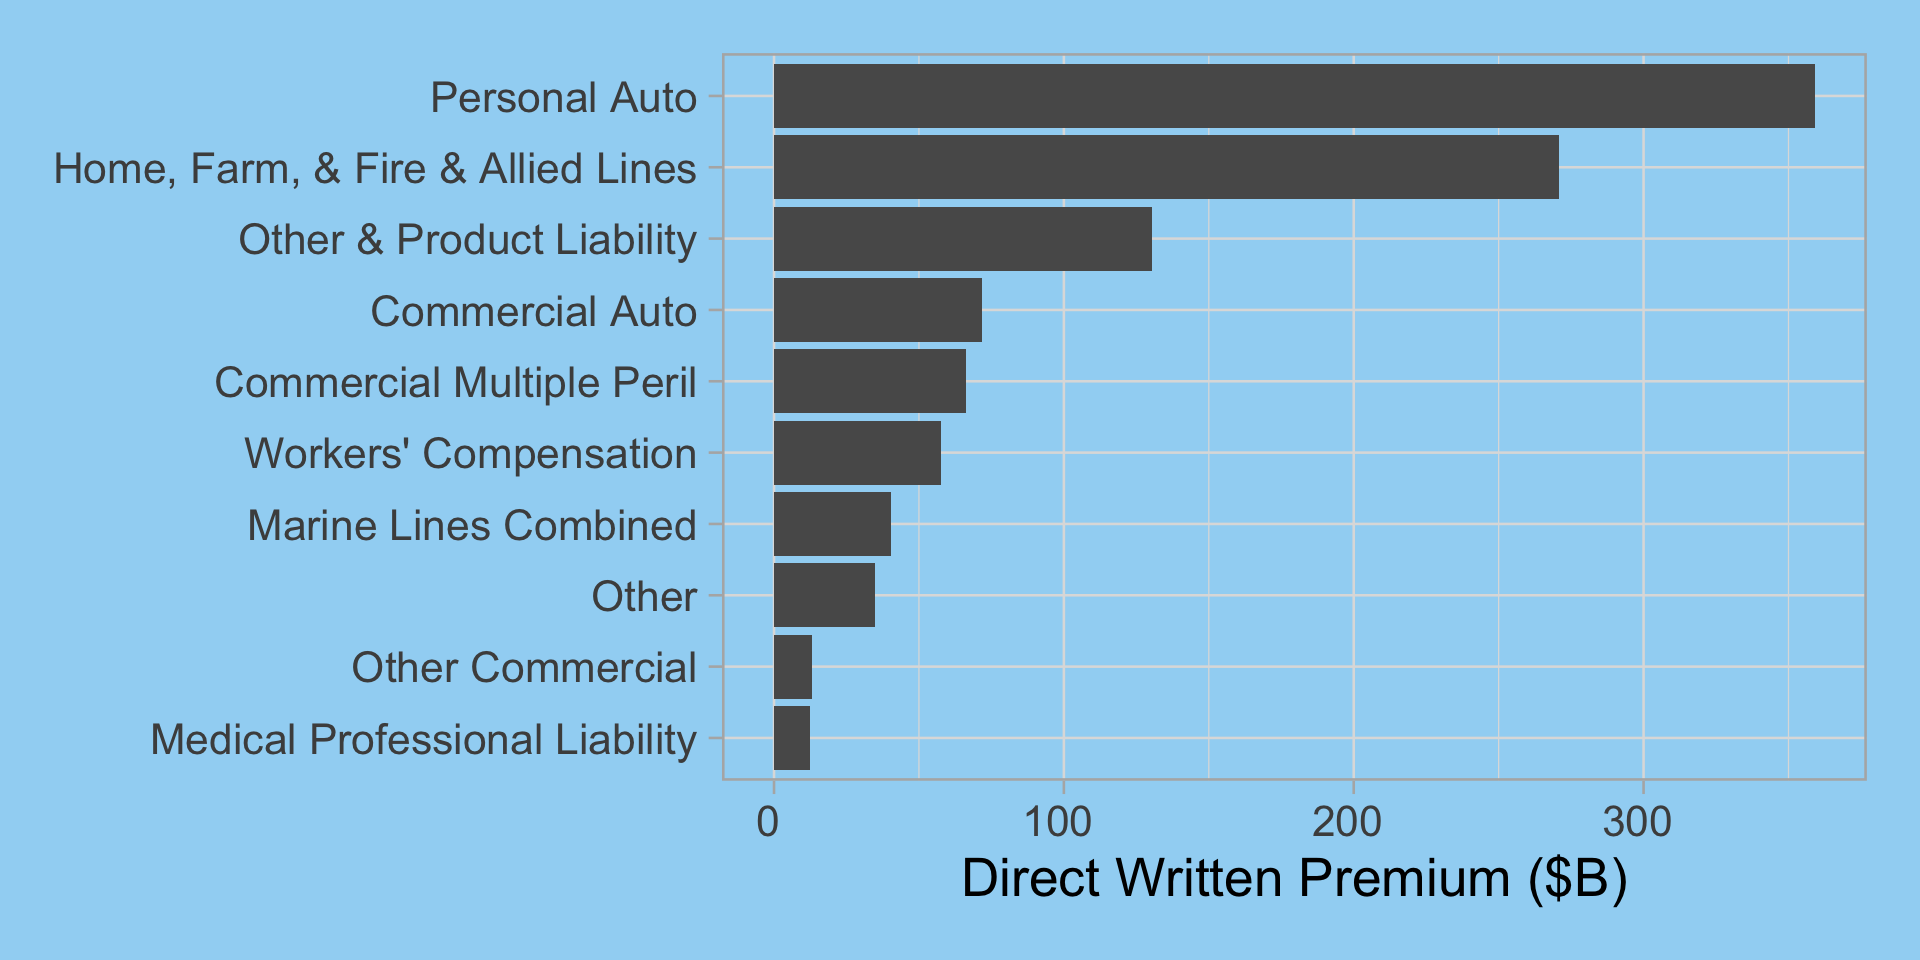 Personal Auto
Home, Farm, & Fire & Allied Lines
Other & Product Liability
Commercial Auto
Commercial Multiple Peril
Workers' Compensation
Marine Lines Combined
Other
Other Commercial
Medical Professional Liability
0 100 200 300
Direct Written Premium ($B)